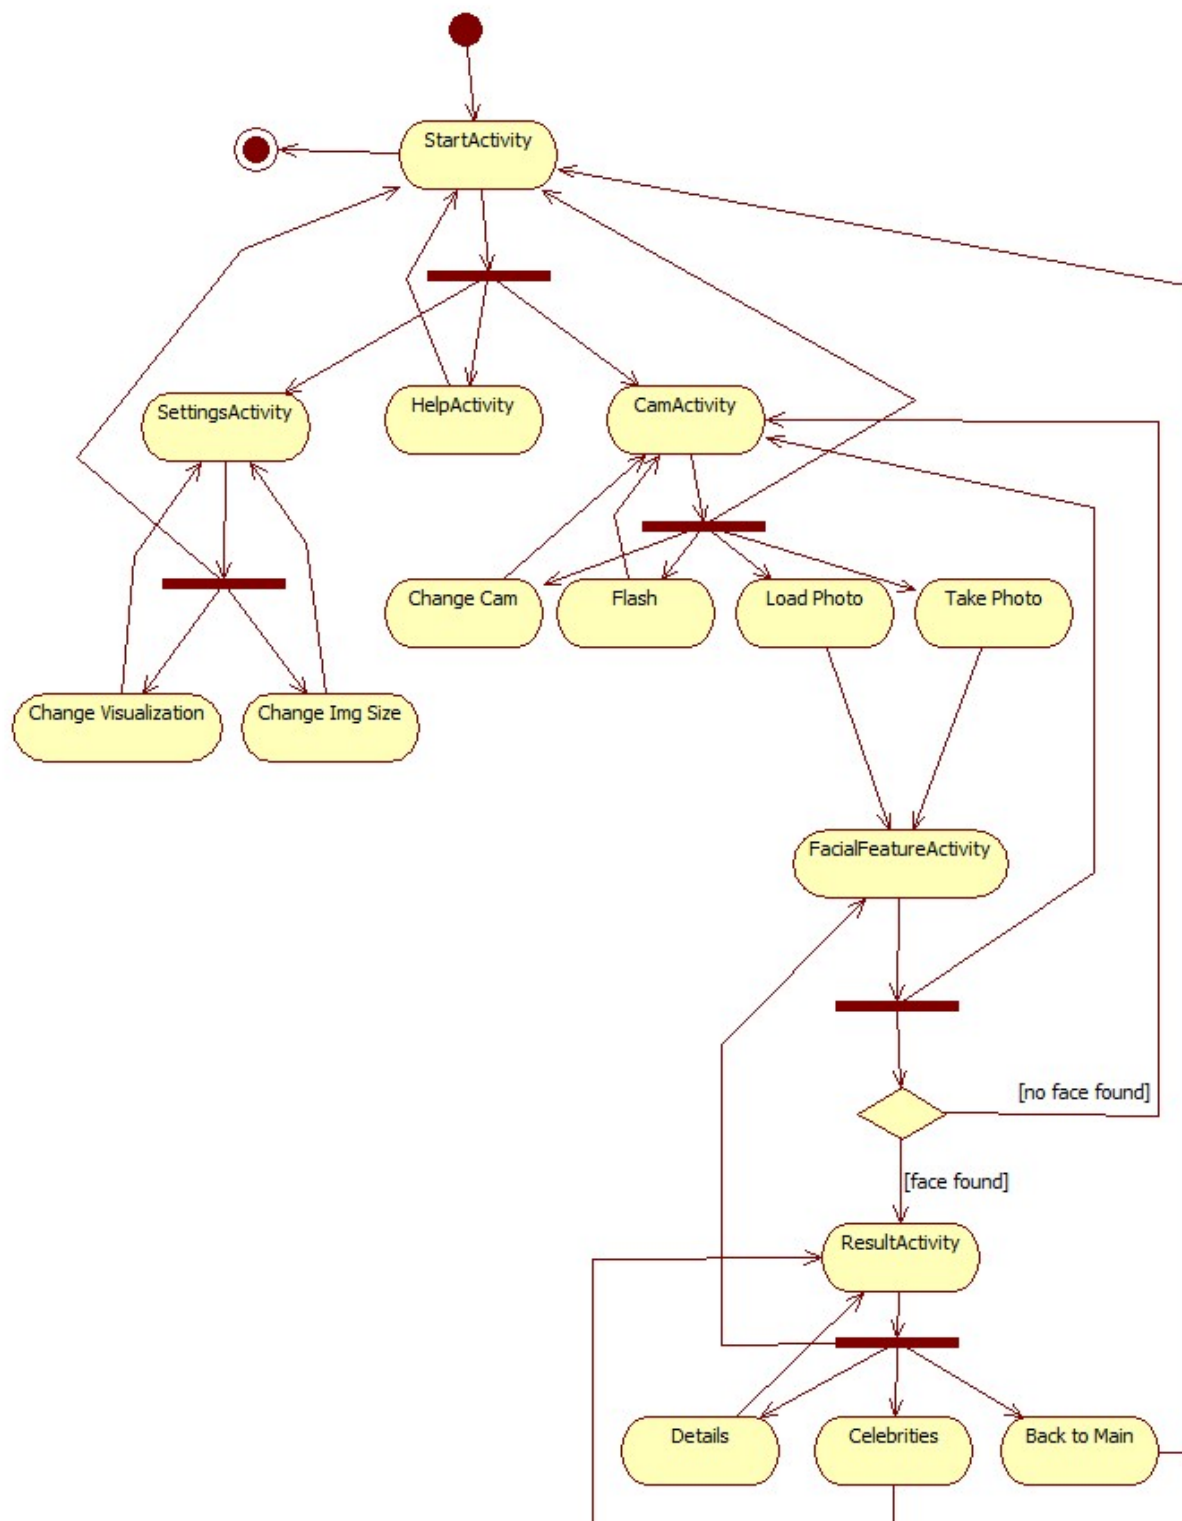 StartActivity
SettingsActivity
HelpActivity
CamActivity
Change Cam
Flash
Load Photo
Take Photo
Change Visualization
Change Img Size
FacialFeatureActivity
[no face found]
[face found]
ResultActivity
Details
Celebrities
Back to Main